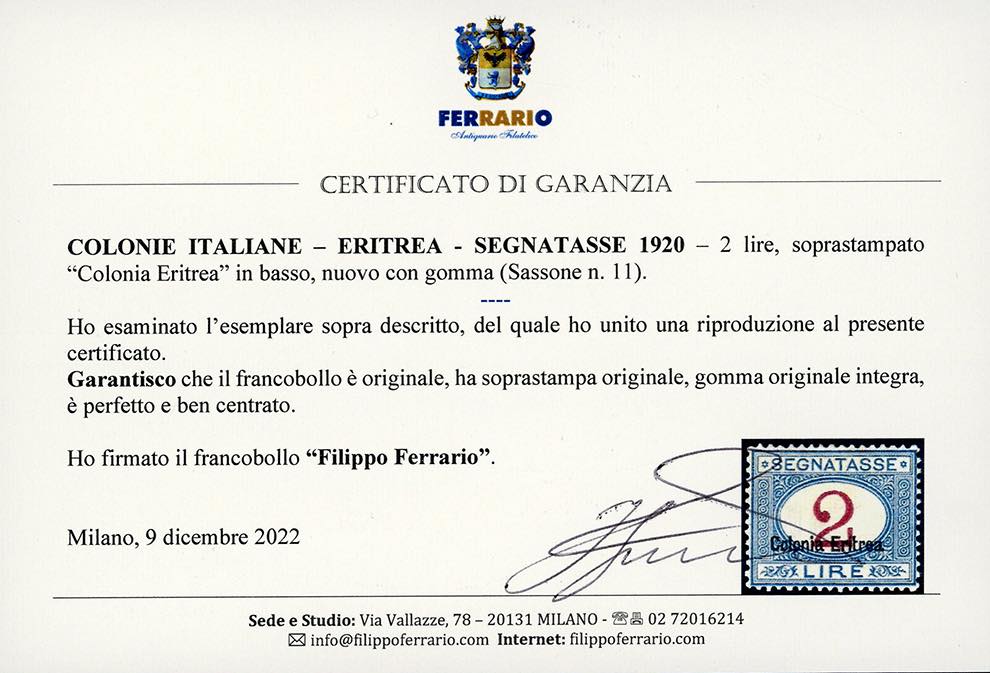 FERRARIO
Antiquario Filatelico
CERTIFICATO DI GARANZIA
COLONIE ITALIANE – ERITREA - SEGNATASSE 1920 – 2 lire, soprastampato
“Colonia Eritrea” in basso, nuovo con gomma (Sassone n. 11).
----
Ho esaminato l’esemplare sopra descritto, del quale ho unito una riproduzione al presente
certificato.
Garantisco che il francobollo è originale, ha soprastampa originale, gomma originale integra,
è perfetto e ben centrato.
Ho firmato il francobollo “Filippo Ferrario”.
SEGNATASSE
2
Colonia Eritrea
LIRE
Milano, 9 dicembre 2022
Sede e Studio: Via Vallazze, 78 – 20131 MILANO - ☎ 02 72016214
✉ info@filippoferrario.com Internet: filippoferrario.com